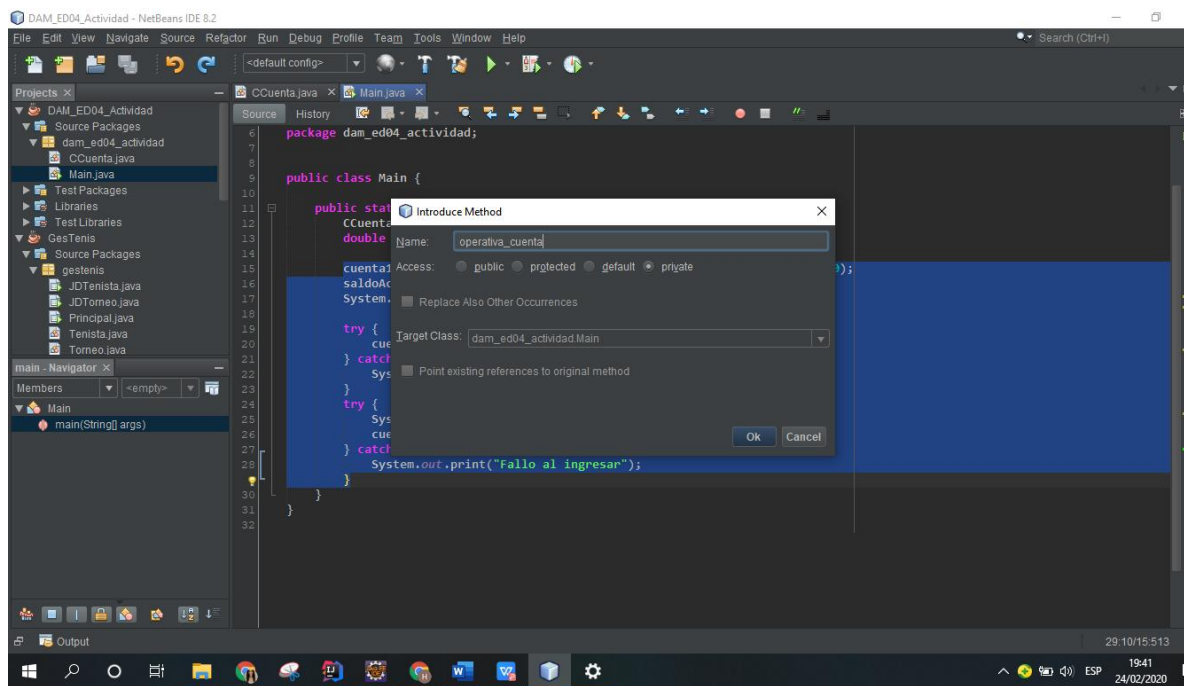 DAM_ED04_Actividad - NetBeans IDE 8.2
File Edit View Navigate Source Refactor Run Debug Profile Team Tools Window Help
Search (Ctrl+I)
<default config>
Projects
CCuenta.java
Main.java
DAM_ED04_Actividad
Source Packages
dam_ed04_actividad
CCuenta.java
Main.java
Test Packages
Libraries
Test Libraries
GesTenis
Source Packages
gestenis
JDTenista.java
JDTorneo.java
Principal.java
Tenista.java
Torneo.java
main - Navigator
Members <empty>
Main
main(String[] args)
Source History
6 package dam_ed04_actividad;
7
8
9 public class Main {
10
11 public stat
12 CCuenta
13 double
14
15 cuenta1 );
16 saldoAc
17 System.
18
19 try {
20 cue
21 } catch
22 Sys
23 }
24 try {
25 Sys
26 cue
27 } catch
28 System.out.print("Fallo al ingresar");
}
30 }
31 }
32
Introduce Method
Name: operativa_cuenta
Access: public protected default private
Replace Also Other Occurrences
Target Class: dam_ed04_actividad.Main
Point existing references to original method
Ok Cancel
Output
29:10/15:513
ESP
19:41
24/02/2020